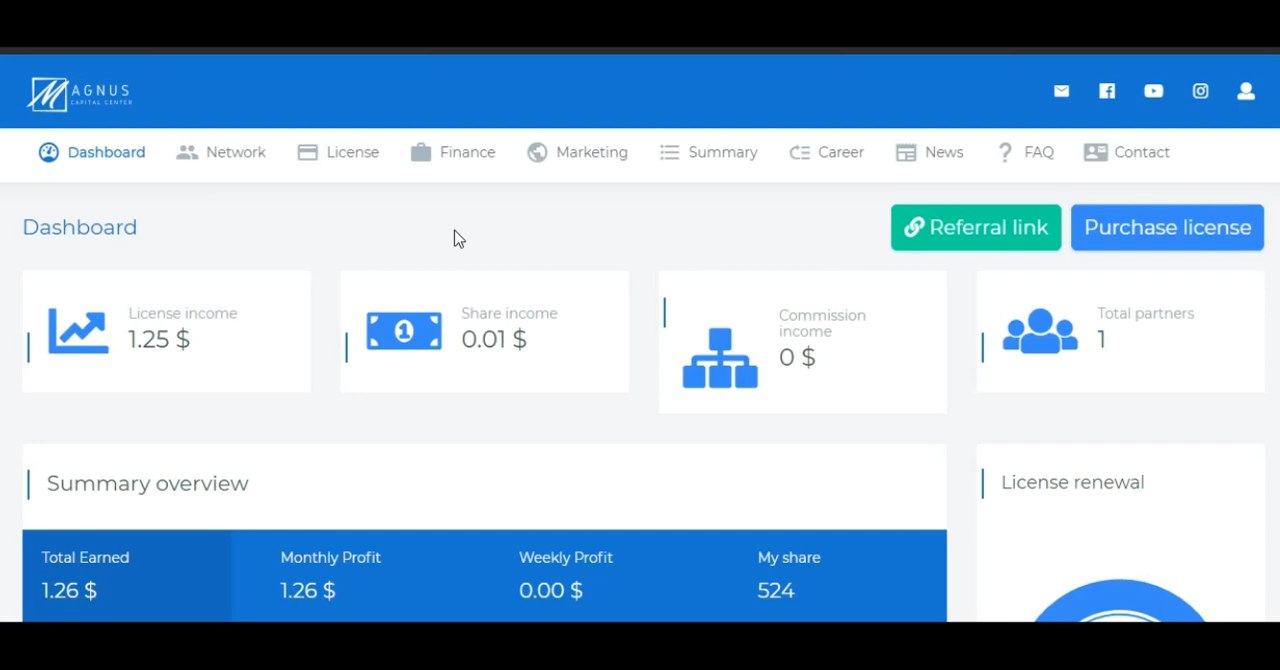 MAGNUS
CAPITAL CENTER
Dashboard Network License Finance Marketing Summary Career News ? FAQ Contact
Dashboard Referral link Purchase license
License income
1.25 $
Share income
0.01 $
Commission
income
0 $
Total partners
1
Summary overview
License renewal
Total Earned Monthly Profit Weekly Profit My share
1.26 $ 1.26 $ 0.00 $ 524